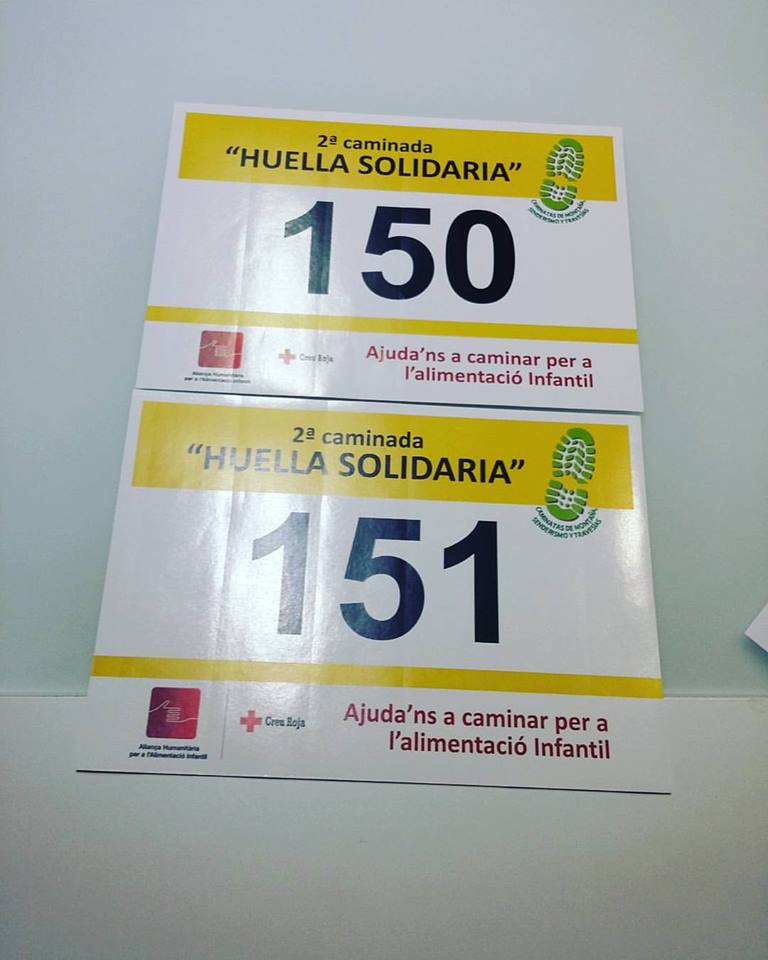 2ª caminada
“HUELLA SOLIDARIA”
CAMINATAS DE MONTAÑA
SENDERISMO Y TRAVESÍAS
150
Aliança Humanitària
per a l'Alimentació Infantil
Creu Roja
Ajuda'ns a caminar per a
l'alimentació Infantil
2ª caminada
“HUELLA SOLIDARIA”
CAMINATAS DE MONTAÑA
SENDERISMO Y TRAVESÍAS
151
Aliança Humanitària
per a l'Alimentació Infantil
Creu Roja
Ajuda'ns a caminar per a
l'alimentació Infantil